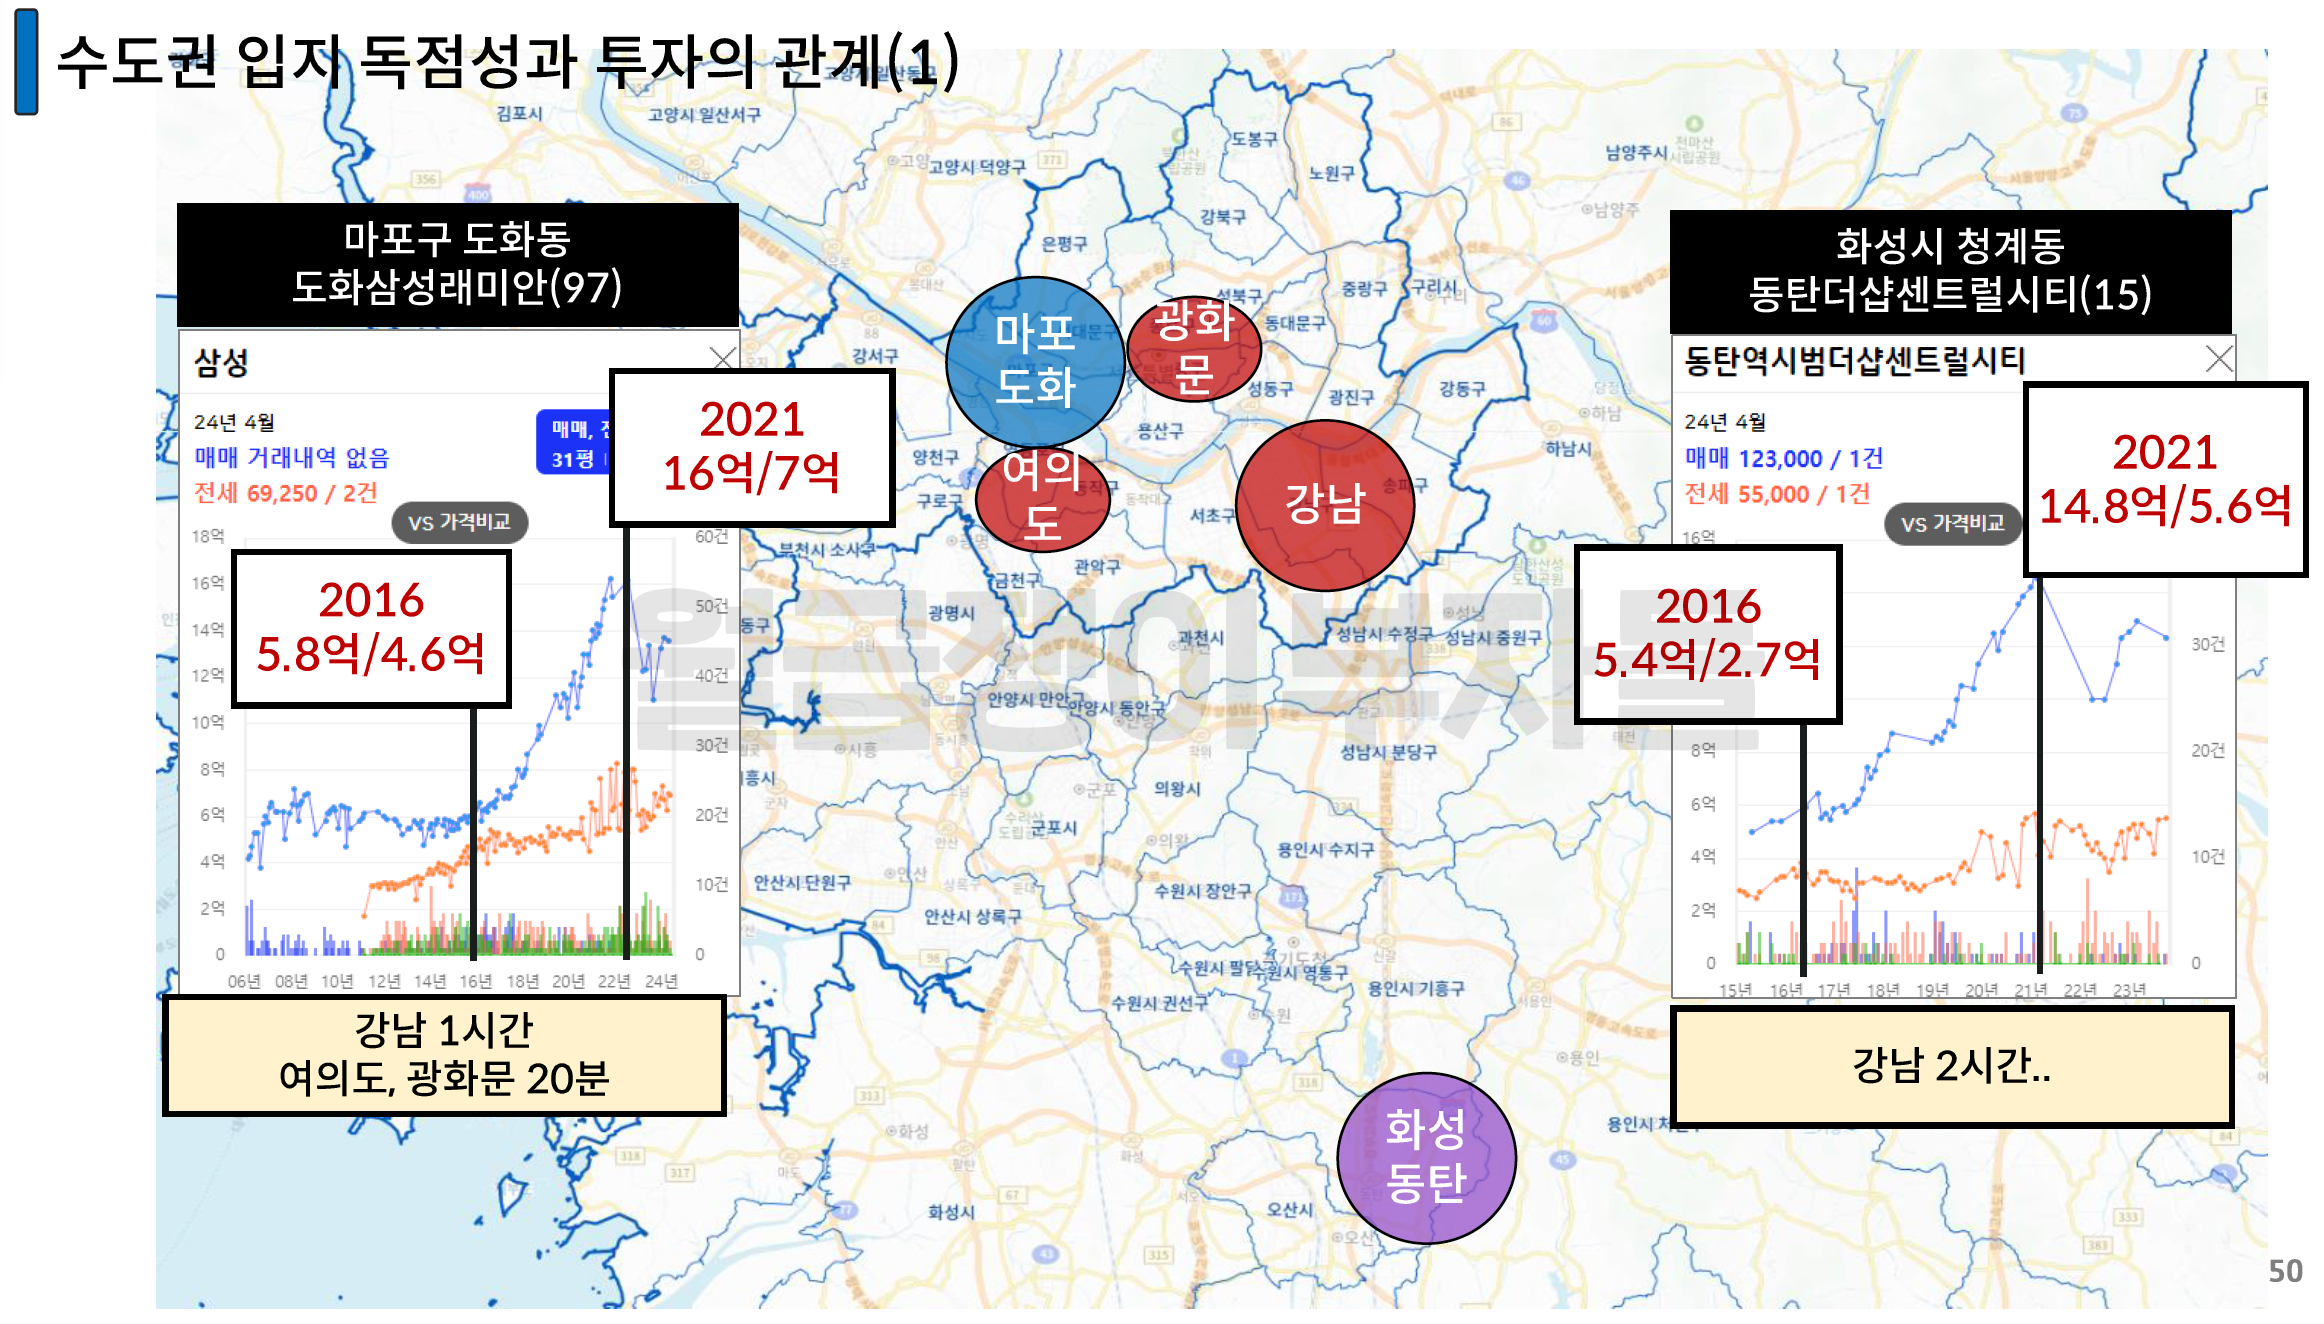 수도권 입자 독점성과 투자의 관계(1)
마포구 도화동
도화삼성래미안(97)
삼성
24년 4월
매매 거래내역 없음
전세 69,250 / 2건
매매,
31평
VS 가격비교
2021
16억/7억
2016
5.8억/4.6억
18억
16억
14억
12억
10억
8억
6억
4억
2억
0
60건
50건
40건
30건
20건
10건
0
06년 08년 10년 12년 14년 16년 18년 20년 22년 24년
강남 1시간
여의도, 광화문 20분
화성시 청계동
동탄더샵센트럴시티(15)
동탄역시범더샵센트럴시티
24년 4월
매매 123,000 / 1건
전세 55,000 / 1건
VS 가격비교
2021
14.8억/5.6억
2016
5.4억/2.7억
16억
8억
6억
4억
2억
0
30건
20건
10건
0
15년 16년 17년 18년 19년 20년 21년 22년 23년
강남 2시간..
마포
도화
광화
문
여의
도
강남
화성
동탄
김포시
고양시 일산서구
고양시 일산동구
고양시 덕양구
도봉구
노원구
강북구
은평구
성북구
중랑구
구리시
남양주시
동대문구
강서구
성동구
광진구
강동구
용산구
양천구
구로구
서초구
하남시
부천시 소사구
금천구
관악구
광명시
과천시
성남시 수정구
성남시 중원구
안양시 만안구
안양시 동안구
성남시 분당구
의왕시
군포시
용인시 수지구
안산시 단원구
안산시 상록구
수원시 장안구
수원시 팔달구
수원시 영통구
수원시 권선구
용인시 기흥구
화성시
오산시
월급쟁이부자들
50